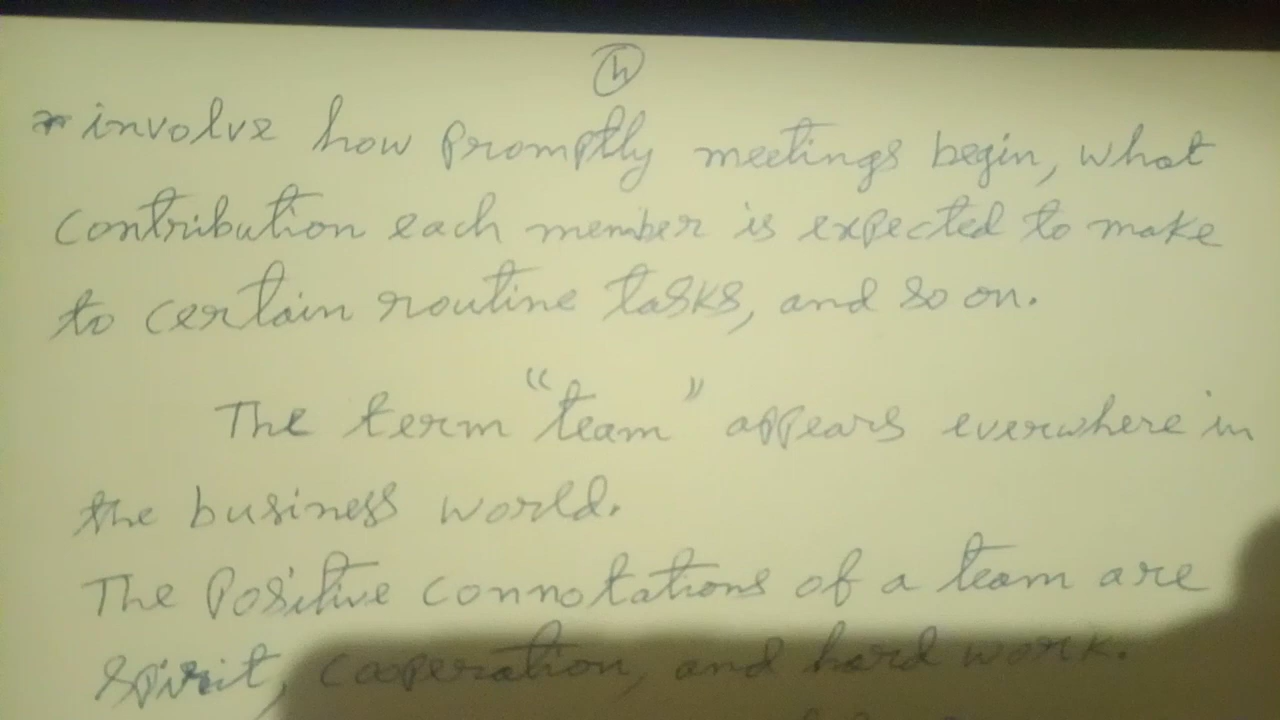 h
involve how promptly meetings begin, what
contribution each member is expected to make
to certain routine tasks, and so on.
The term "team" appears everwhere in
the business world.
The Positive connotations of a team are
spirit, cooperation, and hard work.